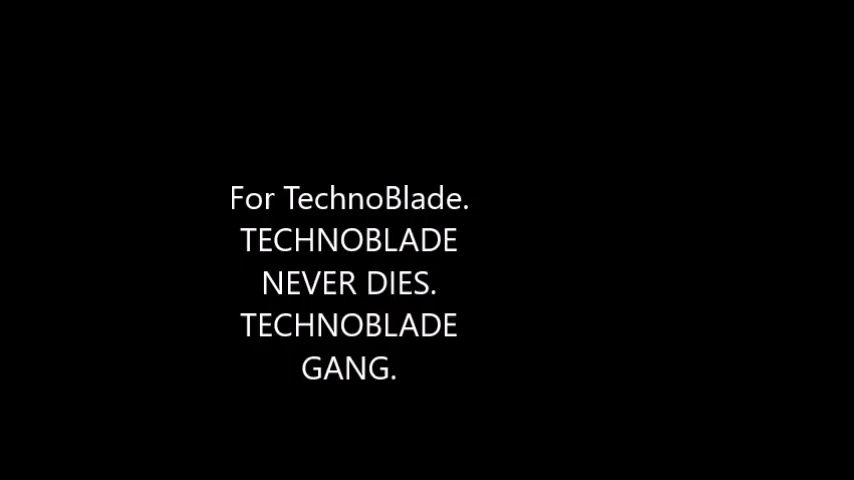 For TechnoBlade.
TECHNOBLADE
NEVER DIES.
TECHNOBLADE
GANG.